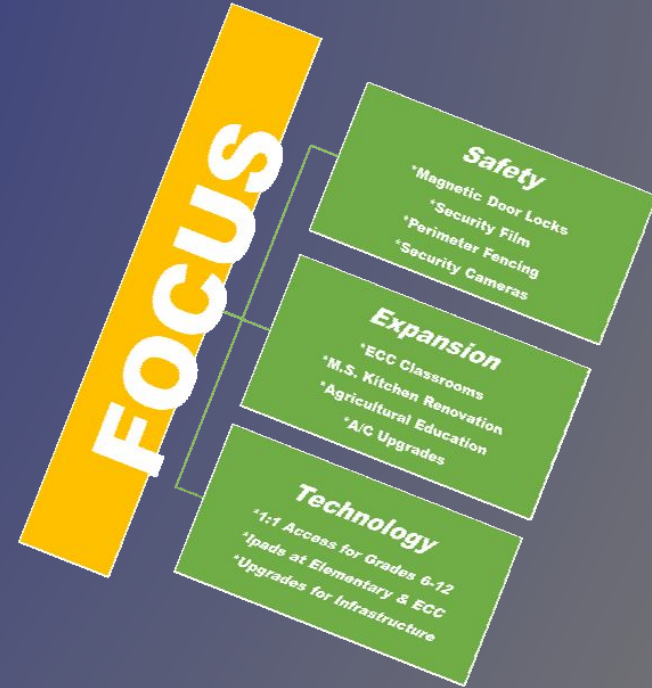 FOCUS
Safety
*Magnetic Door Locks
*Security Film
*Perimeter Fencing
*Security Cameras
Expansion
*ECC Classrooms
*M.S. Kitchen Renovation
*Agricultural Education
*A/C Upgrades
Technology
*1:1 Access for Grades 6-12
*Ipads at Elementary & ECC
*Upgrades for Infrastructure